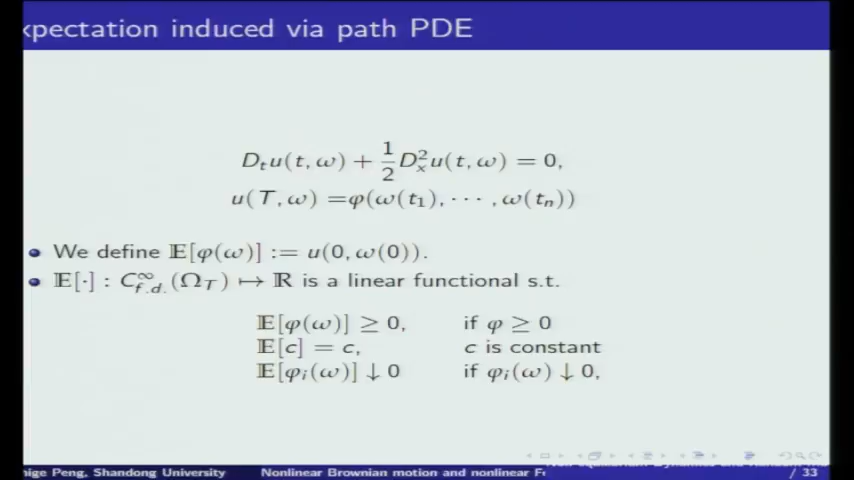 xpectation induced via path PDE
D_t u(t, ω) + 1/2 D_x^2 u(t, ω) = 0,
u(T, ω) =φ(ω(t_1), · · · , ω(t_n))
• We define 𝔼[φ(ω)] := u(0, ω(0)).
• 𝔼[·] : C_{f.d.}^∞(Ω_T) ↦ ℝ is a linear functional s.t.
𝔼[φ(ω)] ≥ 0, if φ ≥ 0
𝔼[c] = c, c is constant
𝔼[φ_i(ω)] ↓ 0 if φ_i(ω) ↓ 0,
ige Peng, Shandong University Nonlinear Brownian motion and nonlinear F / 33